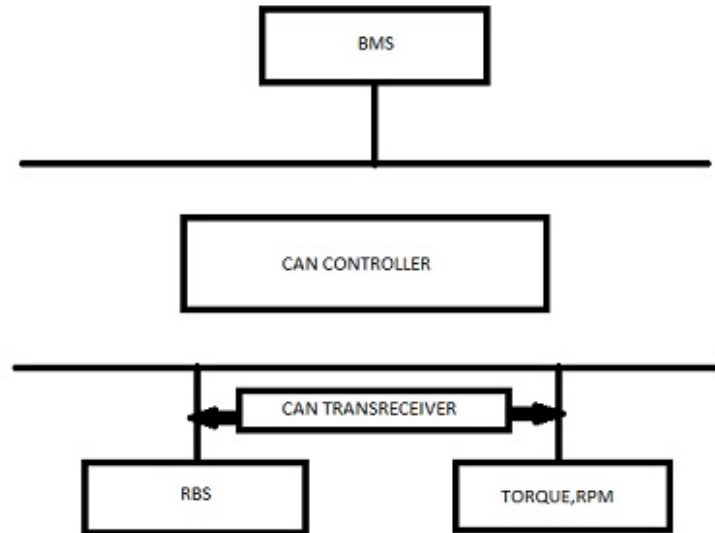 BMS
CAN CONTROLLER
CAN TRANSRECEIVER
RBS
TORQUE,RPM